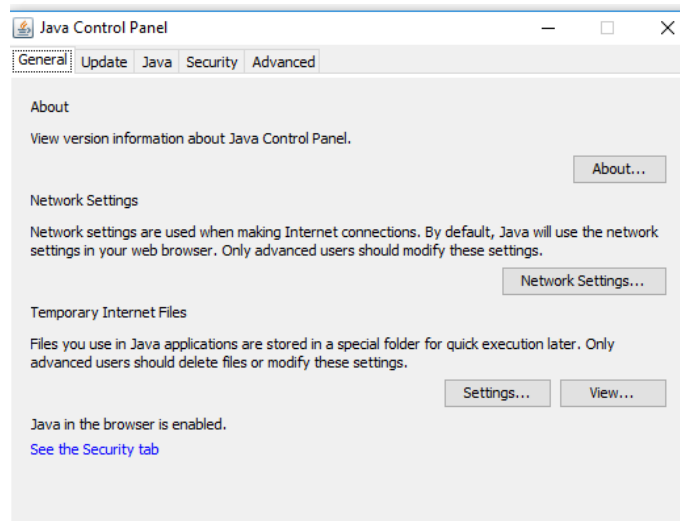 Java Control Panel
General Update Java Security Advanced
About
View version information about Java Control Panel.
About...
Network Settings
Network settings are used when making Internet connections. By default, Java will use the network
settings in your web browser. Only advanced users should modify these settings.
Network Settings...
Temporary Internet Files
Files you use in Java applications are stored in a special folder for quick execution later. Only
advanced users should delete files or modify these settings.
Settings... View...
Java in the browser is enabled.
See the Security tab